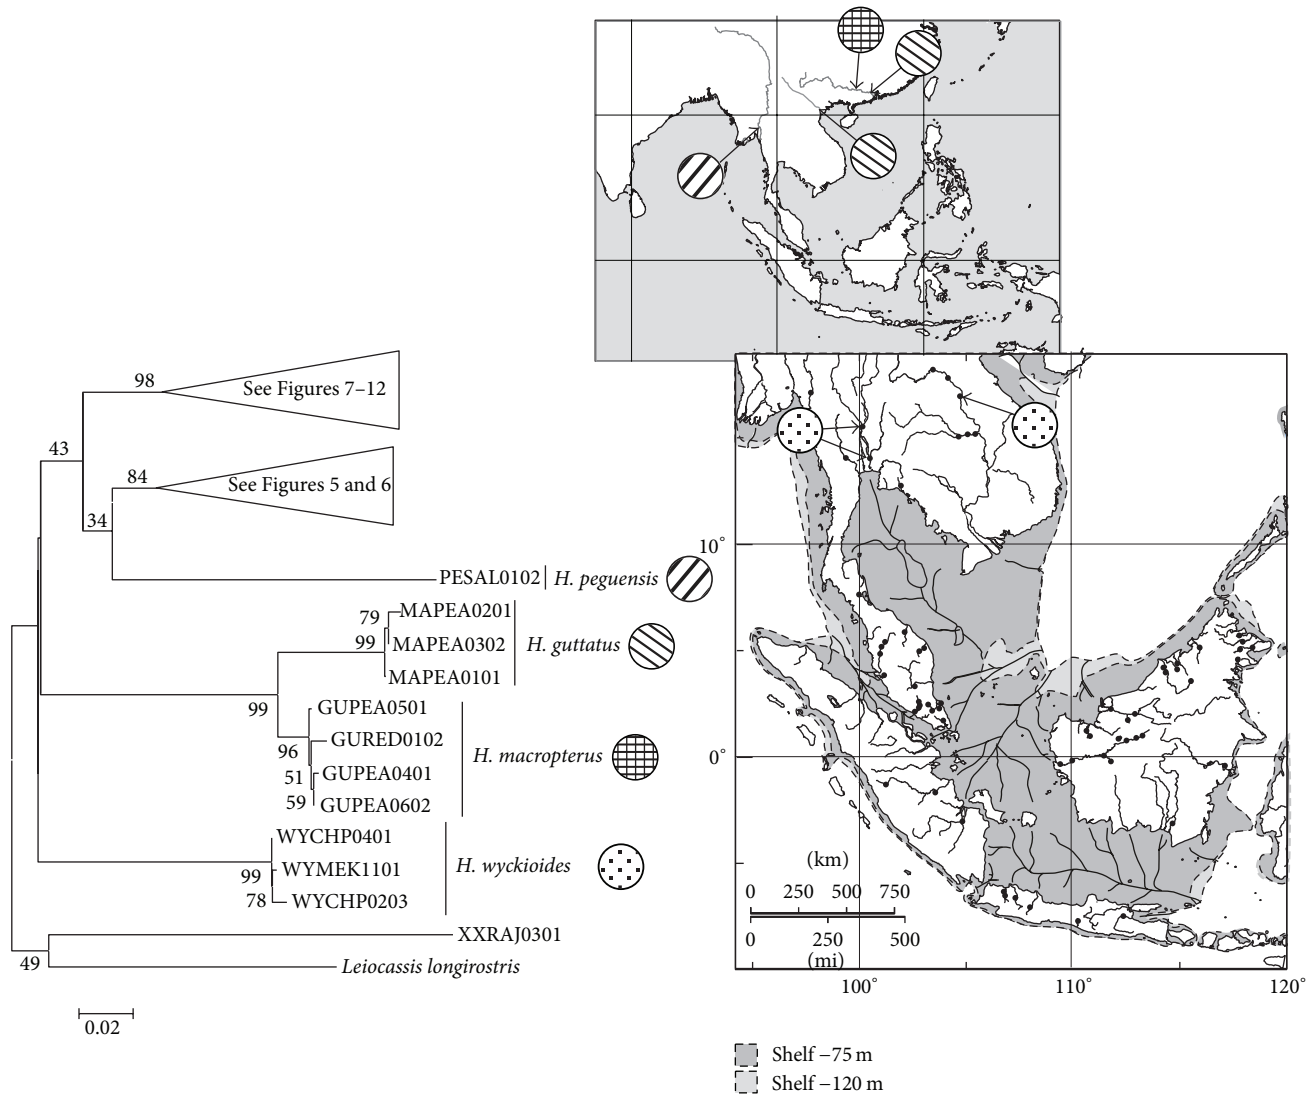 98
See Figures 7–12
43
84
See Figures 5 and 6
34
PESAL0102
H. peguensis
79
MAPEA0201
99
MAPEA0302
H. guttatus
MAPEA0101
99
GUPEA0501
96
GURED0102
H. macropterus
51
GUPEA0401
59
GUPEA0602
WYCHP0401
99
WYMEK1101
H. wyckioides
78
WYCHP0203
XXRAJ0301
49
Leiocassis longirostris
0.02
10°
0°
(km)
0 250 500 750
0 250 500
(mi)
100° 110° 120°
Shelf −75 m
Shelf −120 m